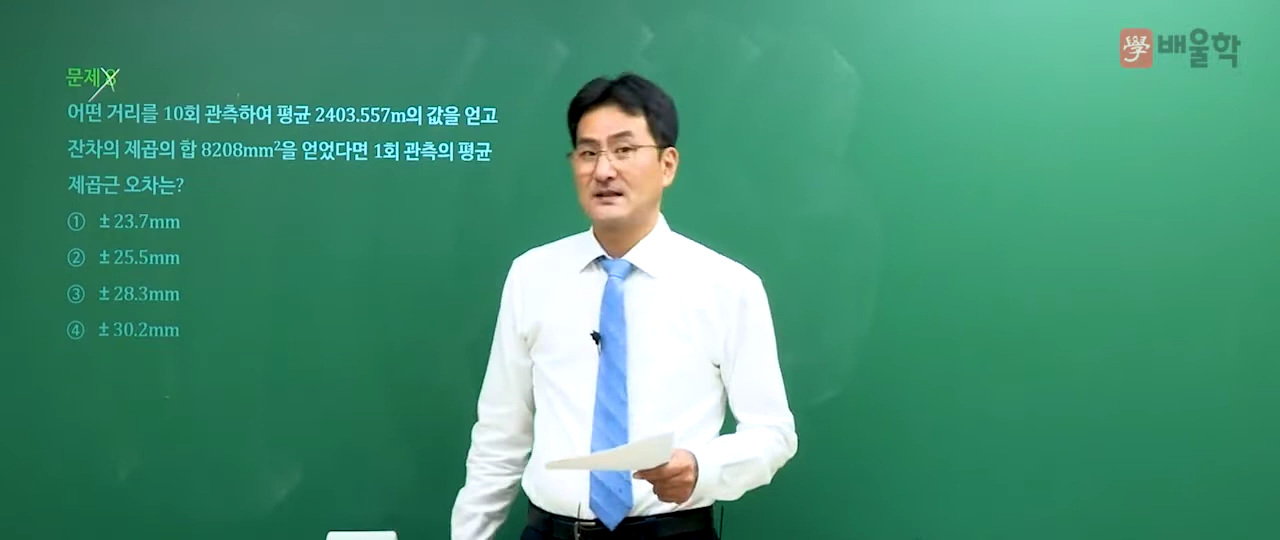 學 배울학
문제 8
어떤 거리를 10회 관측하여 평균 2403.557m의 값을 얻고
잔차의 제곱의 합 8208mm²을 얻었다면 1회 관측의 평균
제곱근 오차는?
① ±23.7mm
② ±25.5mm
③ ±28.3mm
④ ±30.2mm